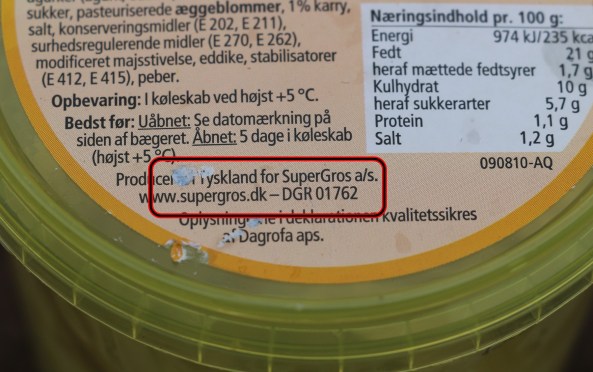 sukker, pasteuriserede æggeblommer, 1% karry,
salt, konserveringsmidler (E 202, E 211),
surhedsregulerende midler (E 270, E 262),
modificeret majsstivelse, eddike, stabilisatorer
(E 412, E 415), peber.
Opbevaring: I køleskab ved højst +5 °C.
Bedst før: Uåbnet: Se datomærkning på
siden af bægeret. Åbnet: 5 dage i køleskab
(højst +5 °C).
Tyskland for SuperGros a/s.
www.supergros.dk – DGR 01762
i deklarationen kvalitetssikres
af Dagrofa aps.
Næringsindhold pr. 100 g:
Energi 974 kJ/235 kca
Fedt 21 g
heraf mættede fedtsyrer 1,7 g
Kulhydrat 10 g
heraf sukkerarter 5,7 g
Protein 1,1 g
Salt 1,2 g
090810-AQ